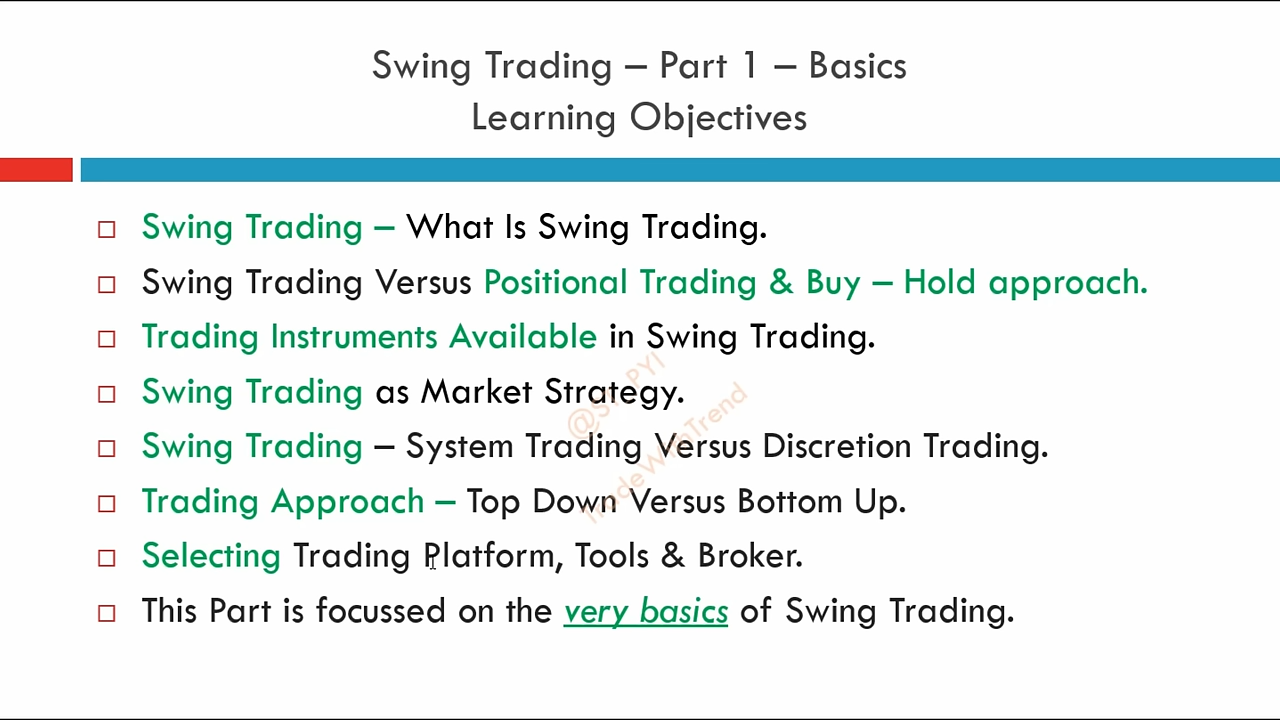 Swing Trading – Part 1 – Basics
Learning Objectives
Swing Trading – What Is Swing Trading.
Swing Trading Versus Positional Trading & Buy – Hold approach.
Trading Instruments Available in Swing Trading.
Swing Trading as Market Strategy.
Swing Trading – System Trading Versus Discretion Trading.
Trading Approach – Top Down Versus Bottom Up.
Selecting Trading Platform, Tools & Broker.
This Part is focussed on the very basics of Swing Trading.
TradeWithTrend